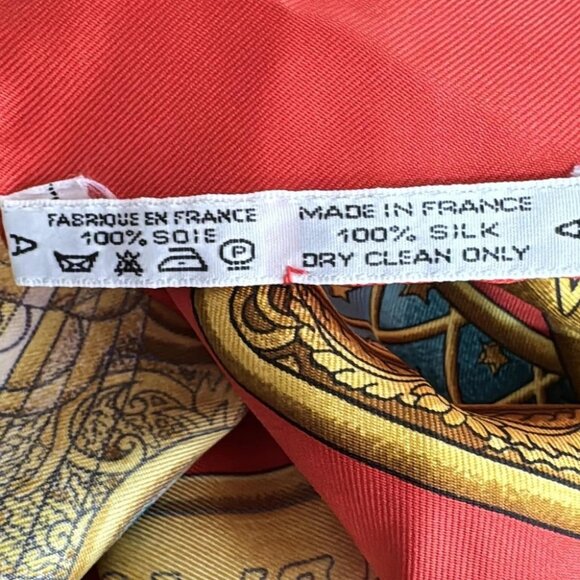 A
FABRIQUE EN FRANCE
100% SOIE
P
MADE IN FRANCE
100% SILK
DRY CLEAN ONLY
A